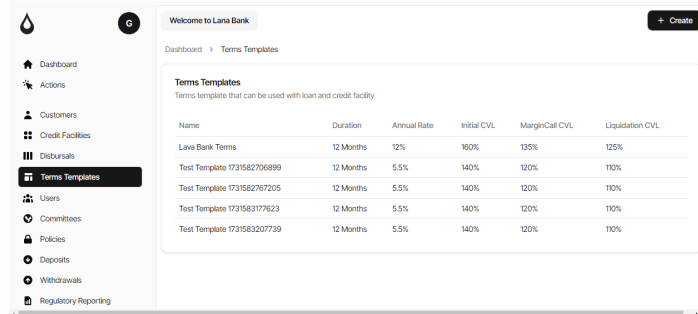 G
Welcome to Lana Bank
+ Create
Dashboard > Terms Templates
Dashboard
Actions
Customers
Credit Facilities
Disbursals
Terms Templates
Users
Committees
Policies
Deposits
Withdrawals
Regulatory Reporting
Terms Templates
Terms template that can be used with loan and credit facility
Name Duration Annual Rate Initial CVL MarginCall CVL Liquidation CVL
Lava Bank Terms 12 Months 12% 160% 135% 125%
Test Template 1731582706899 12 Months 5.5% 140% 120% 110%
Test Template 1731582767205 12 Months 5.5% 140% 120% 110%
Test Template 1731583177623 12 Months 5.5% 140% 120% 110%
Test Template 1731583207739 12 Months 5.5% 140% 120% 110%